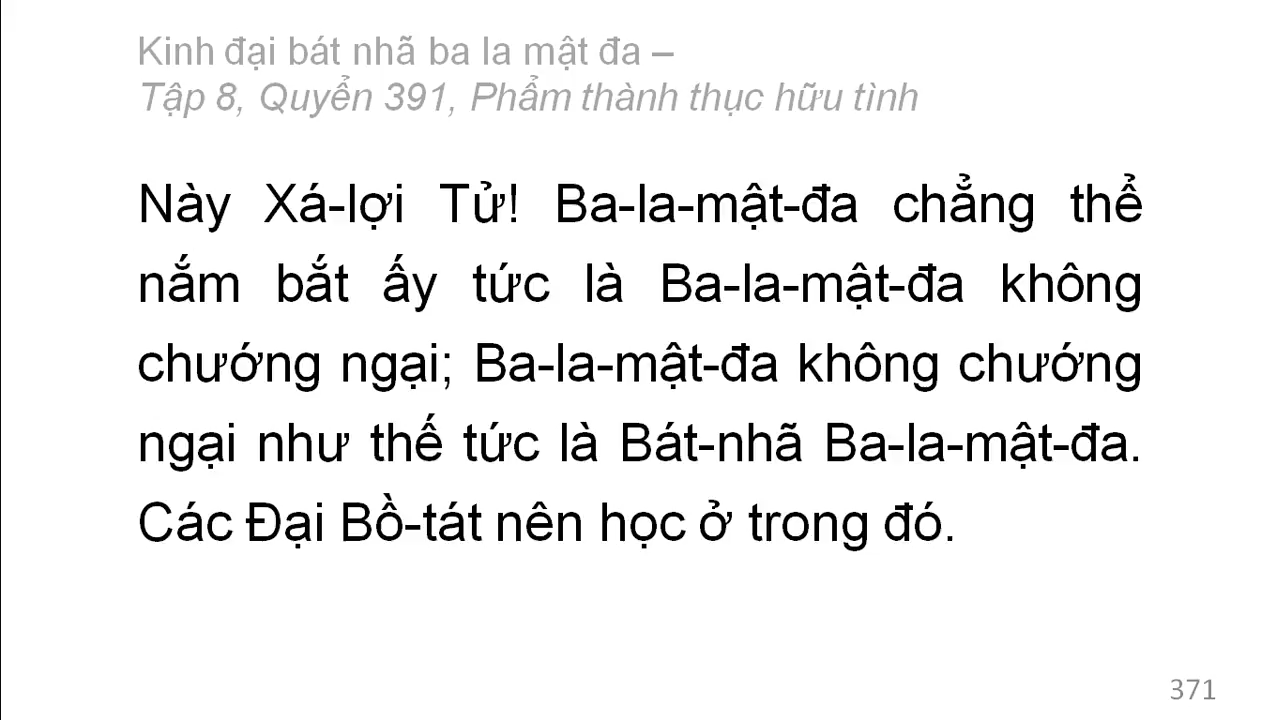 Kinh đại bát nhã ba la mật đa –
Tập 8, Quyển 391, Phẩm thành thục hữu tình
Này Xá-lợi Tử! Ba-la-mật-đa chẳng thể
nắm bắt ấy tức là Ba-la-mật-đa không
chướng ngại; Ba-la-mật-đa không chướng
ngại như thế tức là Bát-nhã Ba-la-mật-đa.
Các Đại Bồ-tát nên học ở trong đó.
371